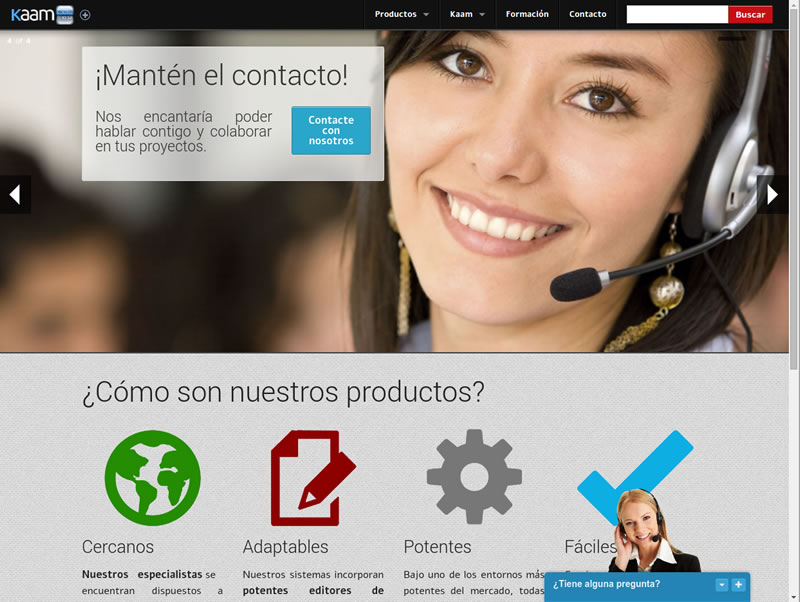 Kaam
Productos Kaam Formación Contacto Buscar
4 of 4
¡Mantén el contacto!
Nos encantaría poder
hablar contigo y colaborar
en tus proyectos.
Contacte
con
nosotros
¿Cómo son nuestros productos?
Cercanos Adaptables Potentes Fáciles
Nuestros especialistas se
encuentran dispuestos a
Nuestros sistemas incorporan
potentes editores de
Bajo uno de los entornos más
potentes del mercado, todas
¿Tiene alguna pregunta?